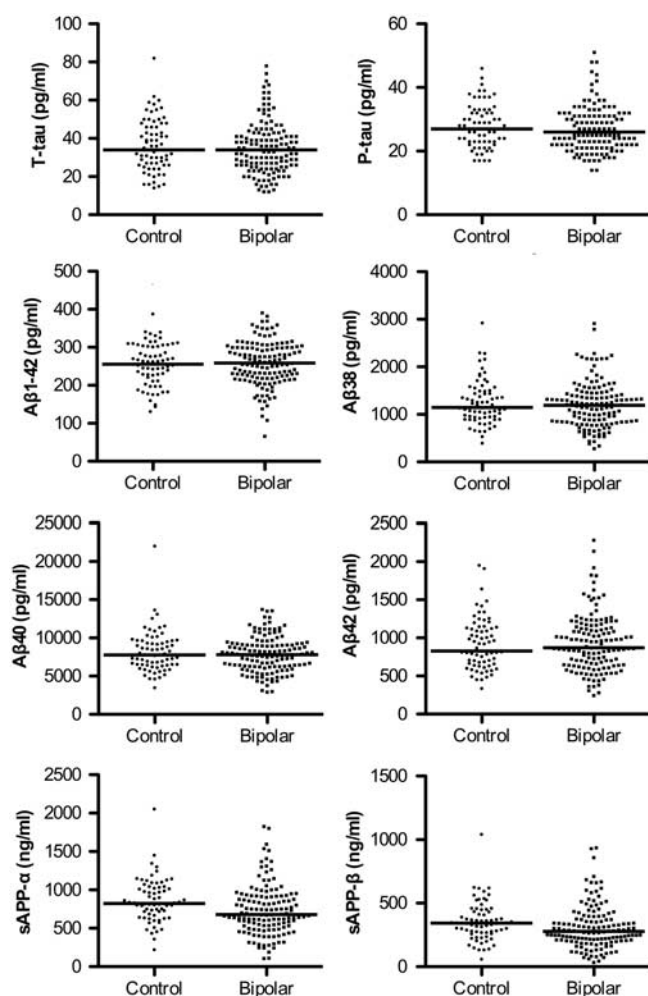 T-tau (pg/ml)
100
80
60
40
20
0
Control Bipolar
P-tau (pg/ml)
60
40
20
0
Control Bipolar
Aβ1-42 (pg/ml)
500
400
300
200
100
0
Control Bipolar
Aβ38 (pg/ml)
4000
3000
2000
1000
0
Control Bipolar
Aβ40 (pg/ml)
25000
20000
15000
10000
5000
0
Control Bipolar
Aβ42 (pg/ml)
2500
2000
1500
1000
500
0
Control Bipolar
sAPP-α (ng/ml)
2500
2000
1500
1000
500
0
Control Bipolar
sAPP-β (ng/ml)
1500
1000
500
0
Control Bipolar